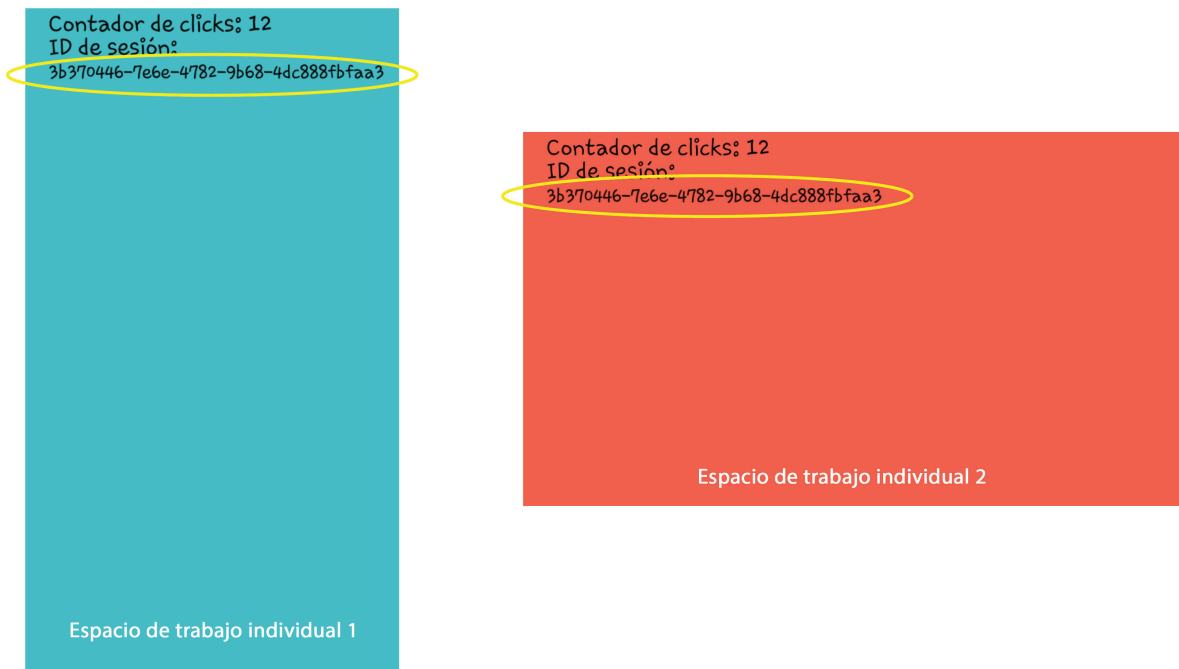 Contador de clicks: 12
ID de sesión:
3b370446-7e6e-4782-9b68-4dc888fbfaa3
Espacio de trabajo individual 1
Contador de clicks: 12
ID de sesión:
3b370446-7e6e-4782-9b68-4dc888fbfaa3
Espacio de trabajo individual 2